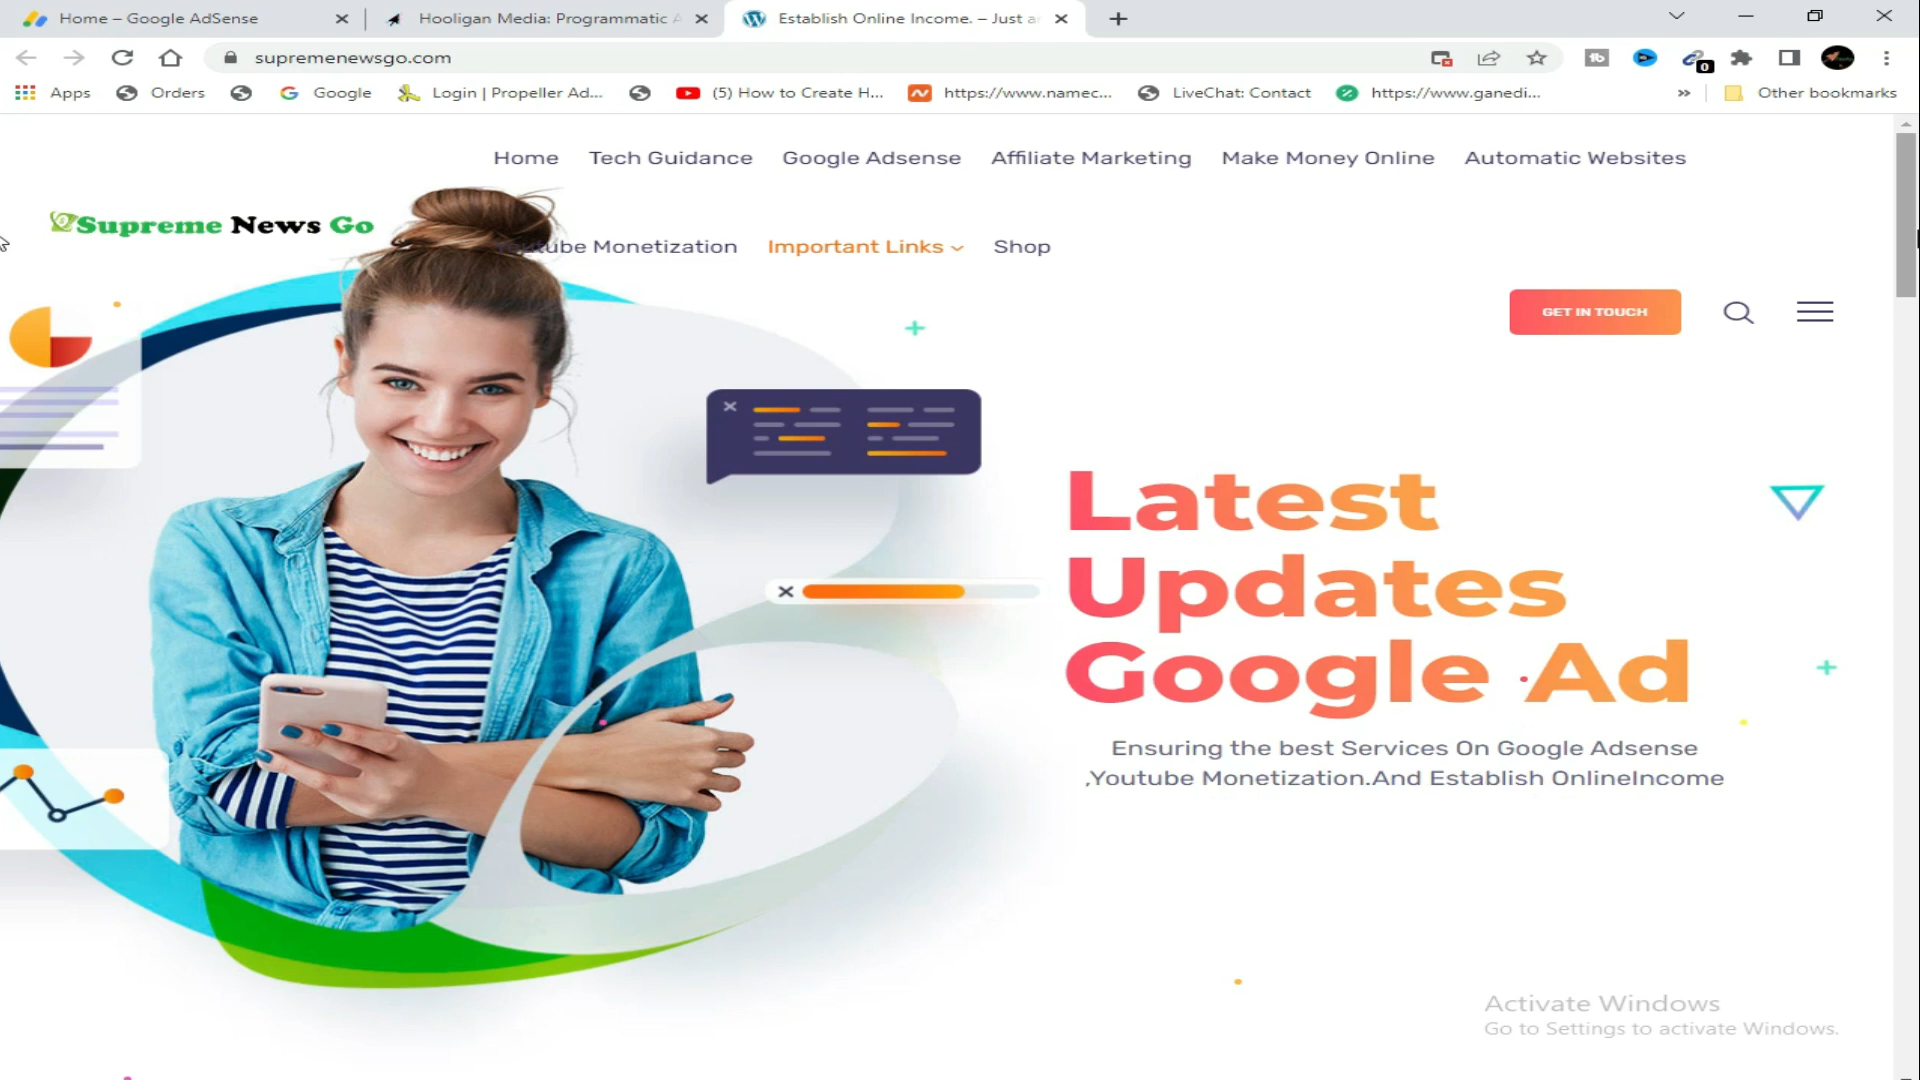 Home – Google AdSense
Hooligan Media: Programmatic A
Establish Online Income. – Just a
supremenewsgo.com
0
Apps
Orders
Google
Login | Propeller Ad...
(5) How to Create H...
https://www.namec...
LiveChat: Contact
https://www.ganedi...
»
Other bookmarks
Home
Tech Guidance
Google Adsense
Affiliate Marketing
Make Money Online
Automatic Websites
Supreme News Go
Youtube Monetization
Important Links
Shop
GET IN TOUCH
Latest
Updates
Google Ad
Ensuring the best Services On Google Adsense
,Youtube Monetization.And Establish OnlineIncome
Activate Windows
Go to Settings to activate Windows.